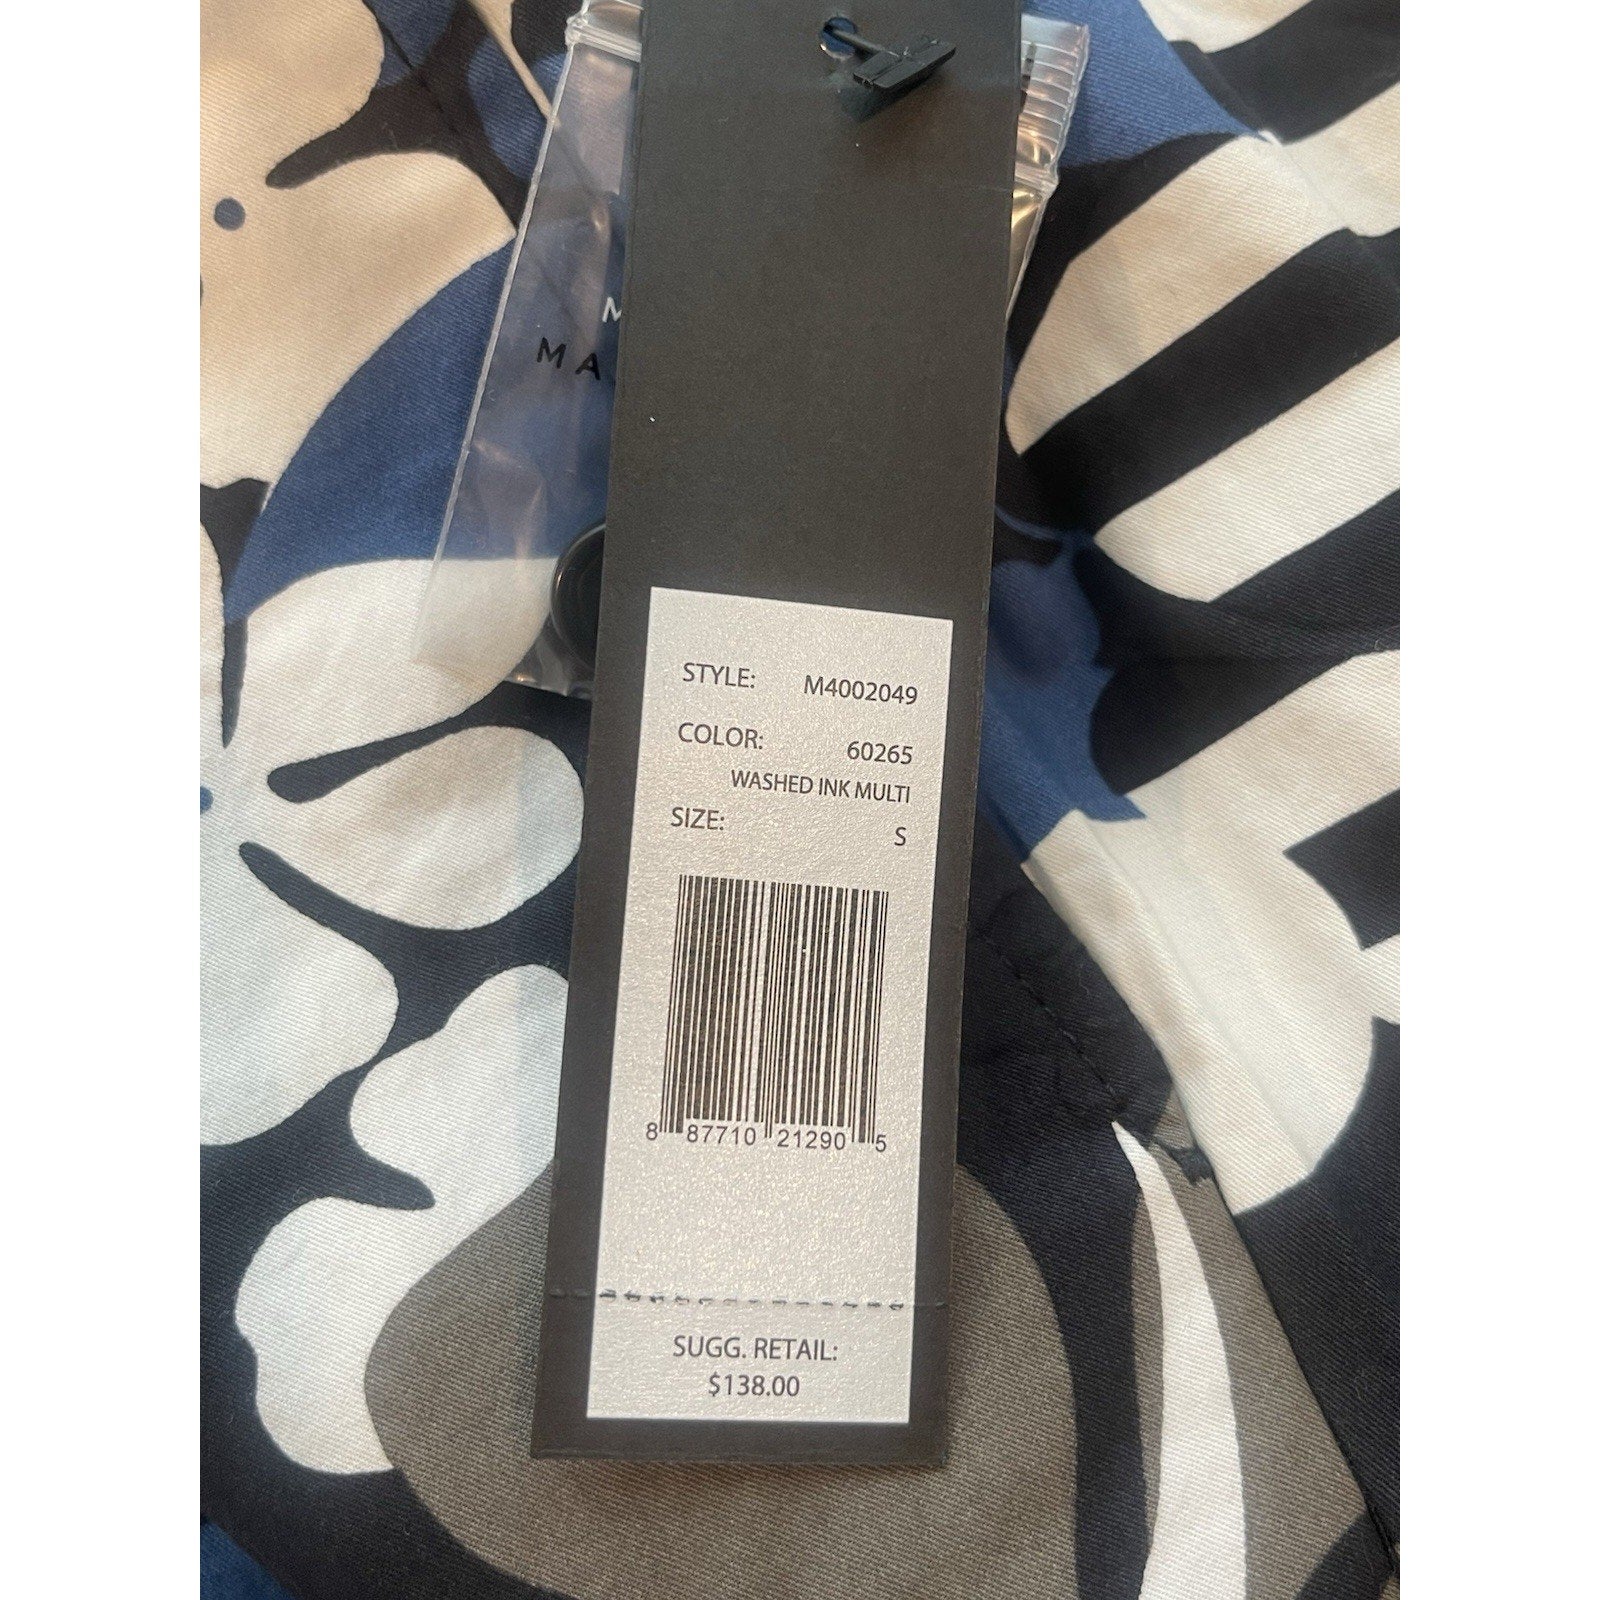 STYLE: M4002049
COLOR: 60265
WASHED INK MULTI
SIZE: S
8 87710 21290 5
SUGG. RETAIL:
$138.00